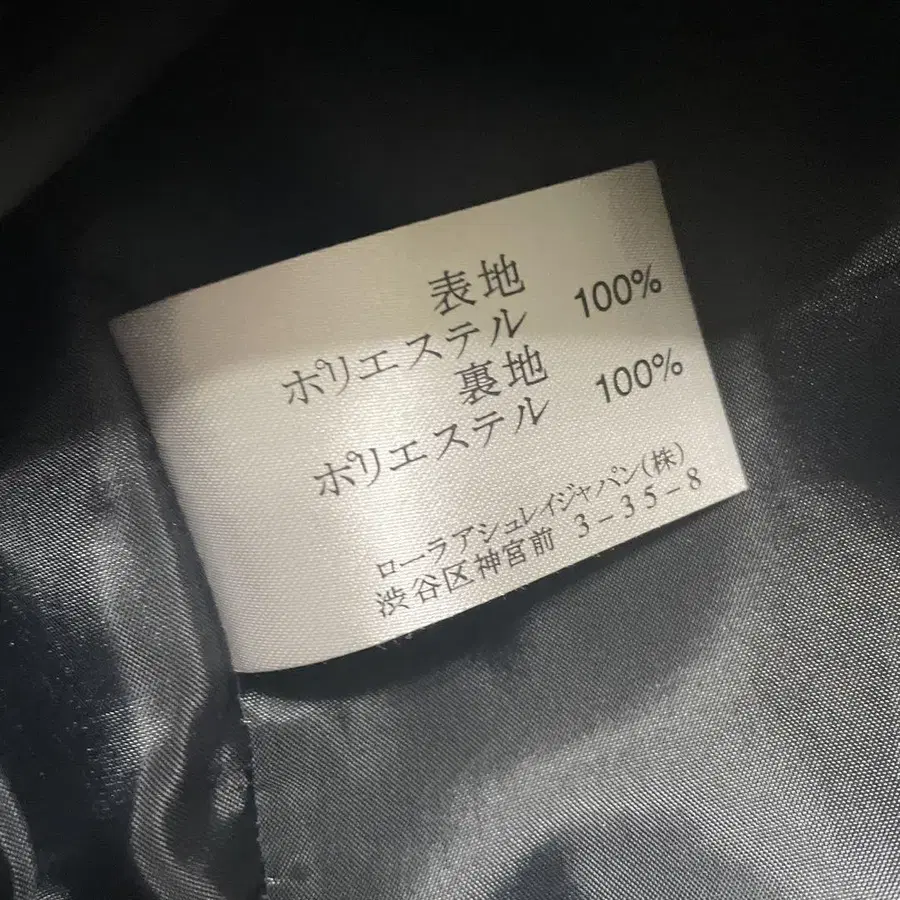 表地
ポリエステル 100%
裏地
ポリエステル 100%
ローラアシュレイジャパン(株)
渋谷区神宮前 3-35-8